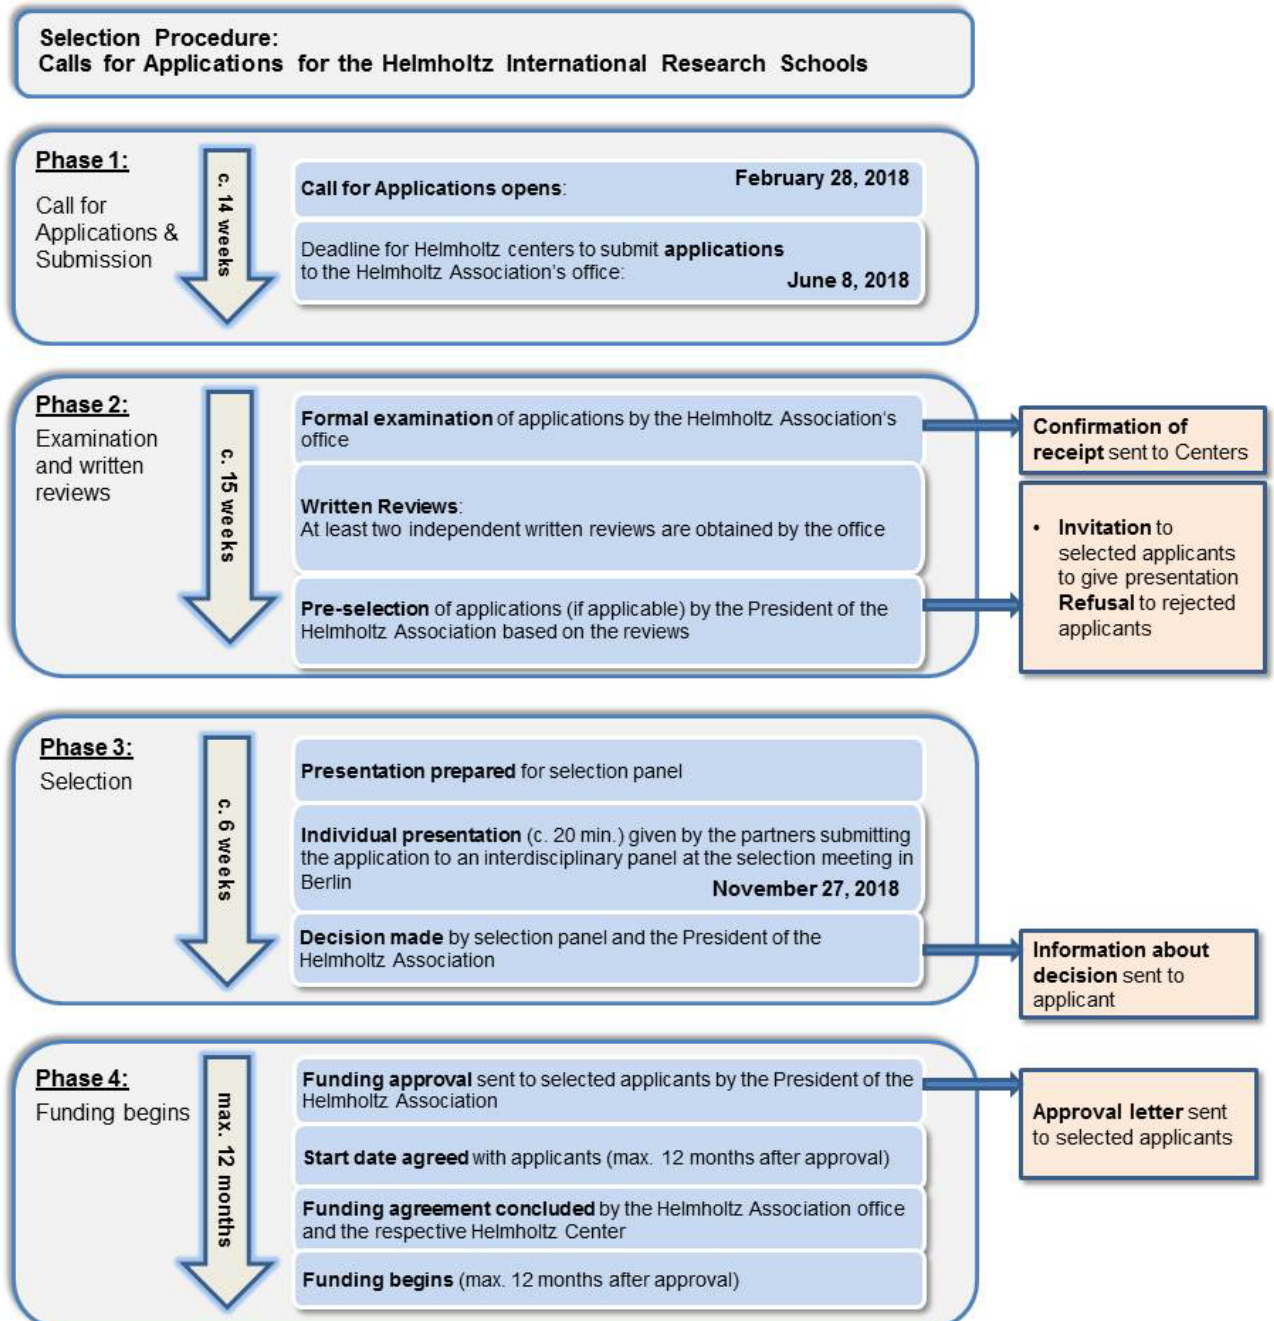 Selection Procedure:
Calls for Applications for the Helmholtz International Research Schools
Phase 1:
Call for
Applications &
Submission
c. 14 weeks
Call for Applications opens:
February 28, 2018
Deadline for Helmholtz centers to submit applications
to the Helmholtz Association's office:
June 8, 2018
Phase 2:
Examination
and written
reviews
c. 15 weeks
Formal examination of applications by the Helmholtz Association's
office
Confirmation of
receipt sent to Centers
Written Reviews:
At least two independent written reviews are obtained by the office
Pre-selection of applications (if applicable) by the President of the
Helmholtz Association based on the reviews
• Invitation to
selected applicants
to give presentation
Refusal to rejected
applicants
Phase 3:
Selection
c. 6 weeks
Presentation prepared for selection panel
Individual presentation (c. 20 min.) given by the partners submitting
the application to an interdisciplinary panel at the selection meeting in
Berlin
November 27, 2018
Decision made by selection panel and the President of the
Helmholtz Association
Information about
decision sent to
applicant
Phase 4:
Funding begins
max. 12 months
Funding approval sent to selected applicants by the President of the
Helmholtz Association
Approval letter sent
to selected applicants
Start date agreed with applicants (max. 12 months after approval)
Funding agreement concluded by the Helmholtz Association office
and the respective Helmholtz Center
Funding begins (max. 12 months after approval)